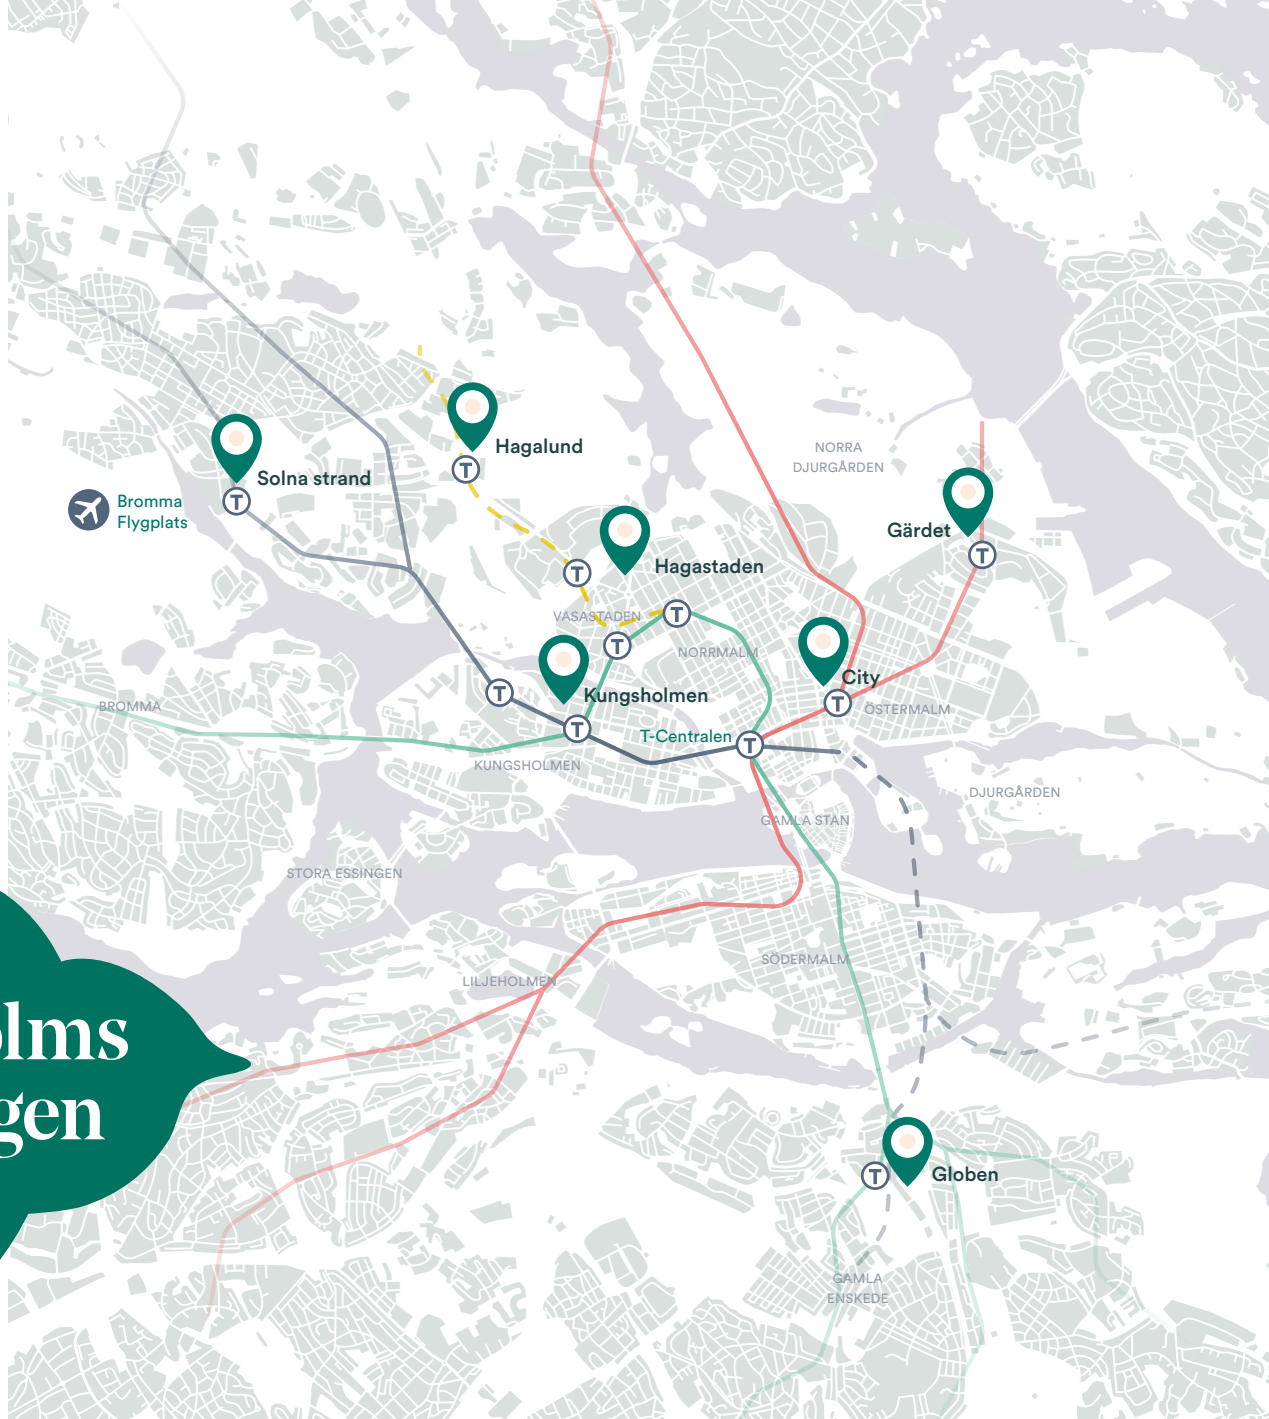 Hagalund
Solna strand
Bromma
Flygplats
NORRA
DJURGÅRDEN
Gärdet
Hagastaden
VASASTADEN
NORRMALM
Kungsholmen
City
ÖSTERMALM
BROMMA
T-Centralen
KUNGSHOLMEN
DJURGÅRDEN
GAMLA STAN
STORA ESSINGEN
SÖDERMALM
LILJEHOLMEN
olms
gen
Globen
GAMLA
ENSKEDE
T
T
T
T
T
T
T
T
T
T
T